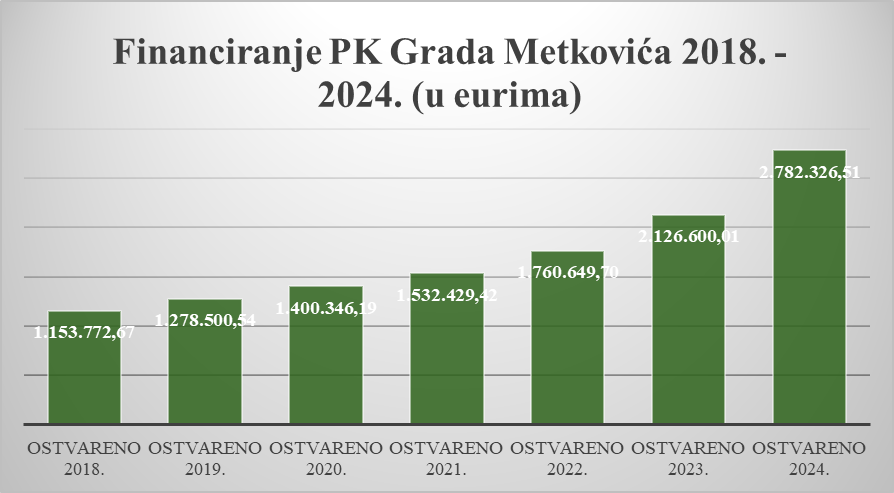 Financiranje PK Grada Metkovića 2018. -
2024. (u eurima)
2.782.326,51
2.126.600,01
1.760.649,70
1.532.429,42
1.400.346,19
1.278.500,54
1.153.772,67
OSTVARENO OSTVARENO OSTVARENO OSTVARENO OSTVARENO OSTVARENO OSTVARENO
2018. 2019. 2020. 2021. 2022. 2023. 2024.